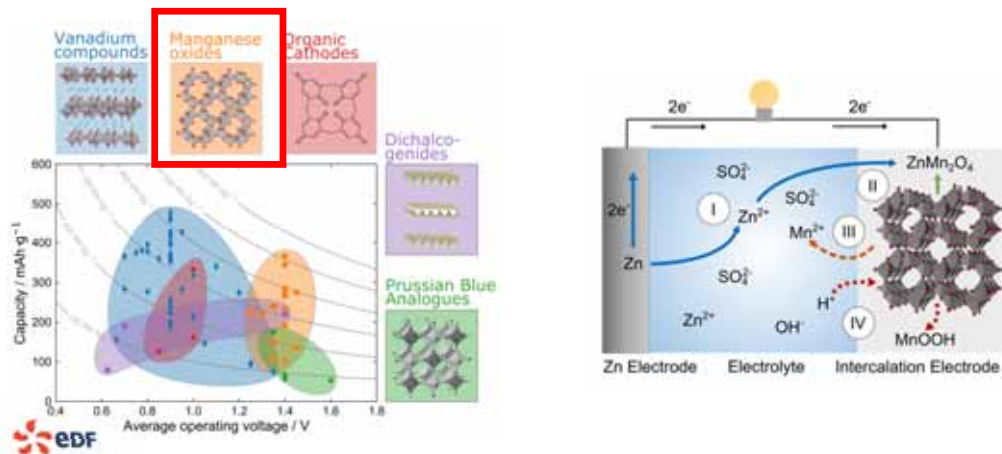 Vanadium
compounds
Manganese
oxides
Organic
Cathodes
Dichalco-
genides
Prussian Blue
Analogues
Capacity / mAh·g⁻¹
600
500
400
300
200
100
0
0.4 0.6 0.8 1.0 1.2 1.4 1.6 1.8
Average operating voltage / V
eDF
2e⁻ 2e⁻
ZnMn₂O₄
SO₄²⁻
II
SO₄²⁻
I
Zn²⁺
2e⁻
Mn²⁺
III
Zn
SO₄²⁻
H⁺
Zn²⁺
OH⁻
IV
MnOOH
Zn Electrode Electrolyte Intercalation Electrode